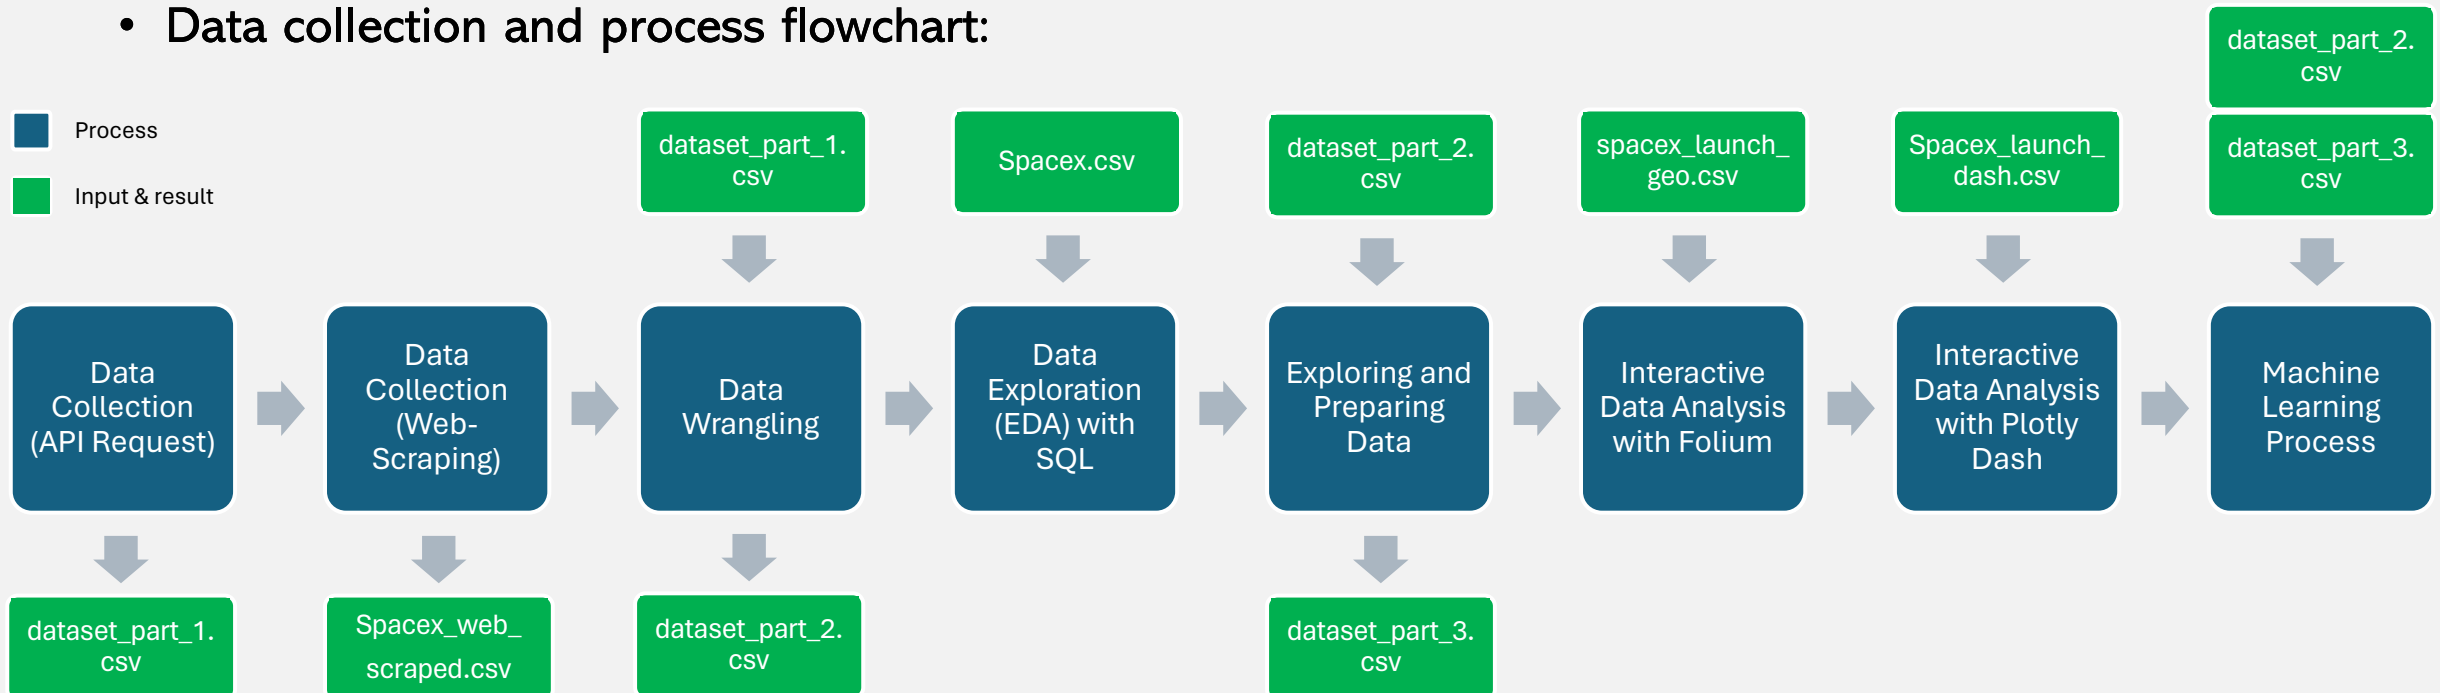 • Data collection and process flowchart:
Process
Input & result
dataset_part_1.
csv
Spacex.csv
dataset_part_2.
csv
spacex_launch_
geo.csv
Spacex_launch_
dash.csv
dataset_part_2.
csv
dataset_part_3.
csv
Data
Collection
(API Request)
Data
Collection
(Web-
Scraping)
Data
Wrangling
Data
Exploration
(EDA) with
SQL
Exploring and
Preparing
Data
Interactive
Data Analysis
with Folium
Interactive
Data Analysis
with Plotly
Dash
Machine
Learning
Process
dataset_part_1.
csv
Spacex_web_
scraped.csv
dataset_part_2.
csv
dataset_part_3.
csv